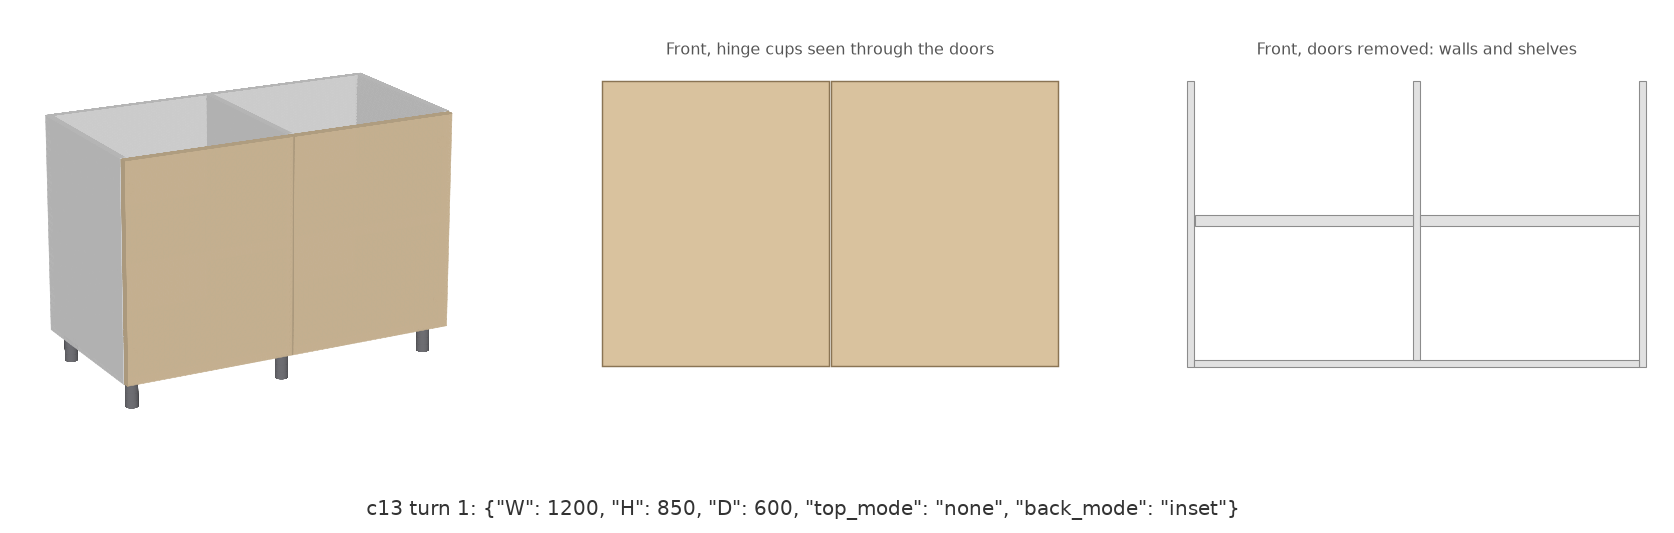 Front, hinge cups seen through the doors
Front, doors removed: walls and shelves
c13 turn 1: {"W": 1200, "H": 850, "D": 600, "top_mode": "none", "back_mode": "inset"}